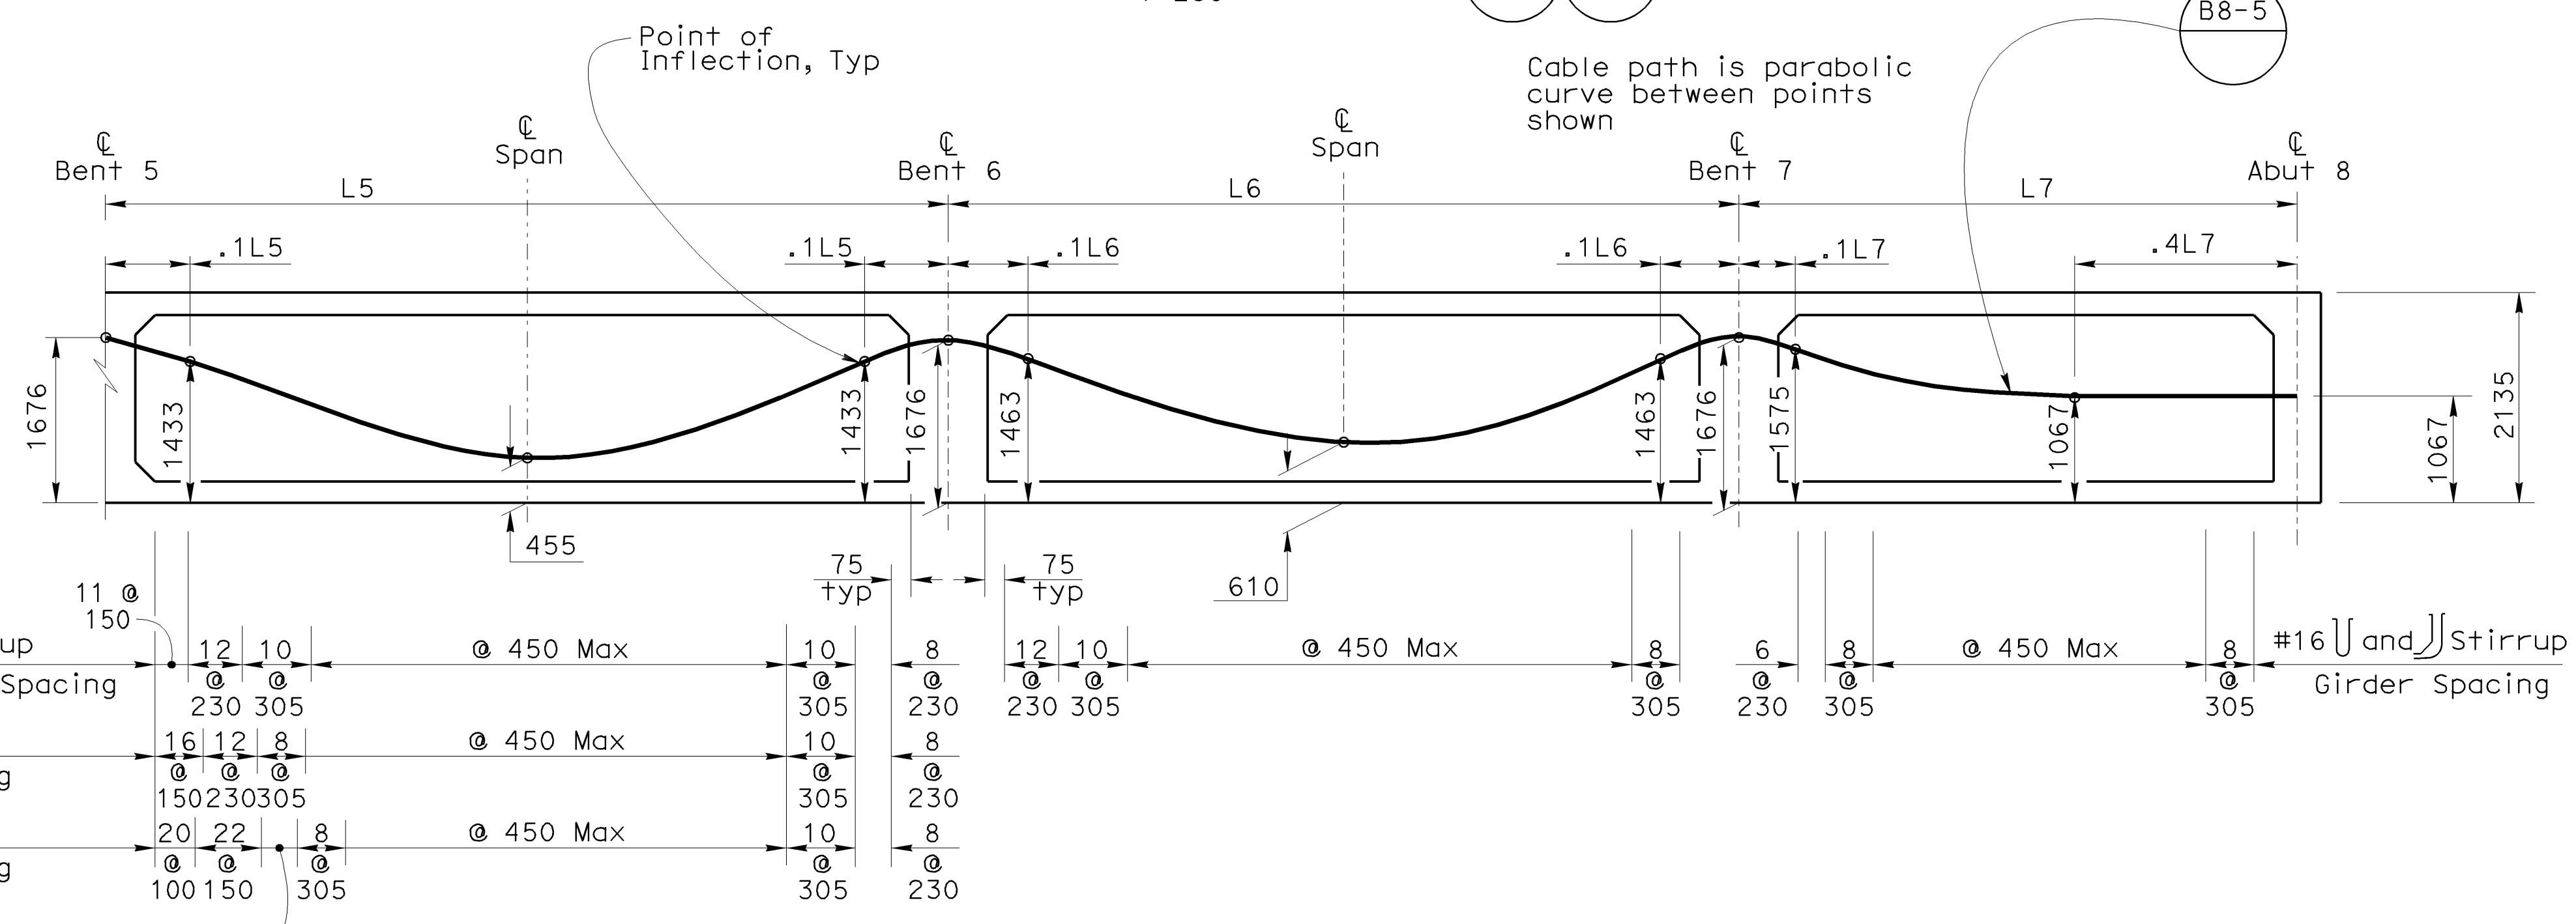 B8-5
Point of
Inflection, Typ
Cable path is parabolic
curve between points
shown
℄
Bent 5
℄
Span
℄
Bent 6
℄
Span
℄
Bent 7
℄
Abut 8
L5
L6
L7
.1L5
.1L5
.1L6
.1L6
.1L7
.4L7
1676
1433
1433
1676
1463
1463
1676
1575
1067
1067
2135
455
610
75
typ
75
typ
11 @
150
up
Spacing
12
@
230
10
@
305
@ 450 Max
10
@
305
8
@
230
12
@
230
10
@
305
@ 450 Max
8
@
305
6
@
230
8
@
305
@ 450 Max
8
@
305
#16 and Stirrup
Girder Spacing
g
16
@
150
12
@
230
8
@
305
@ 450 Max
10
@
305
8
@
230
g
20
@
100
22
@
150
8
@
305
@ 450 Max
10
@
305
8
@
230